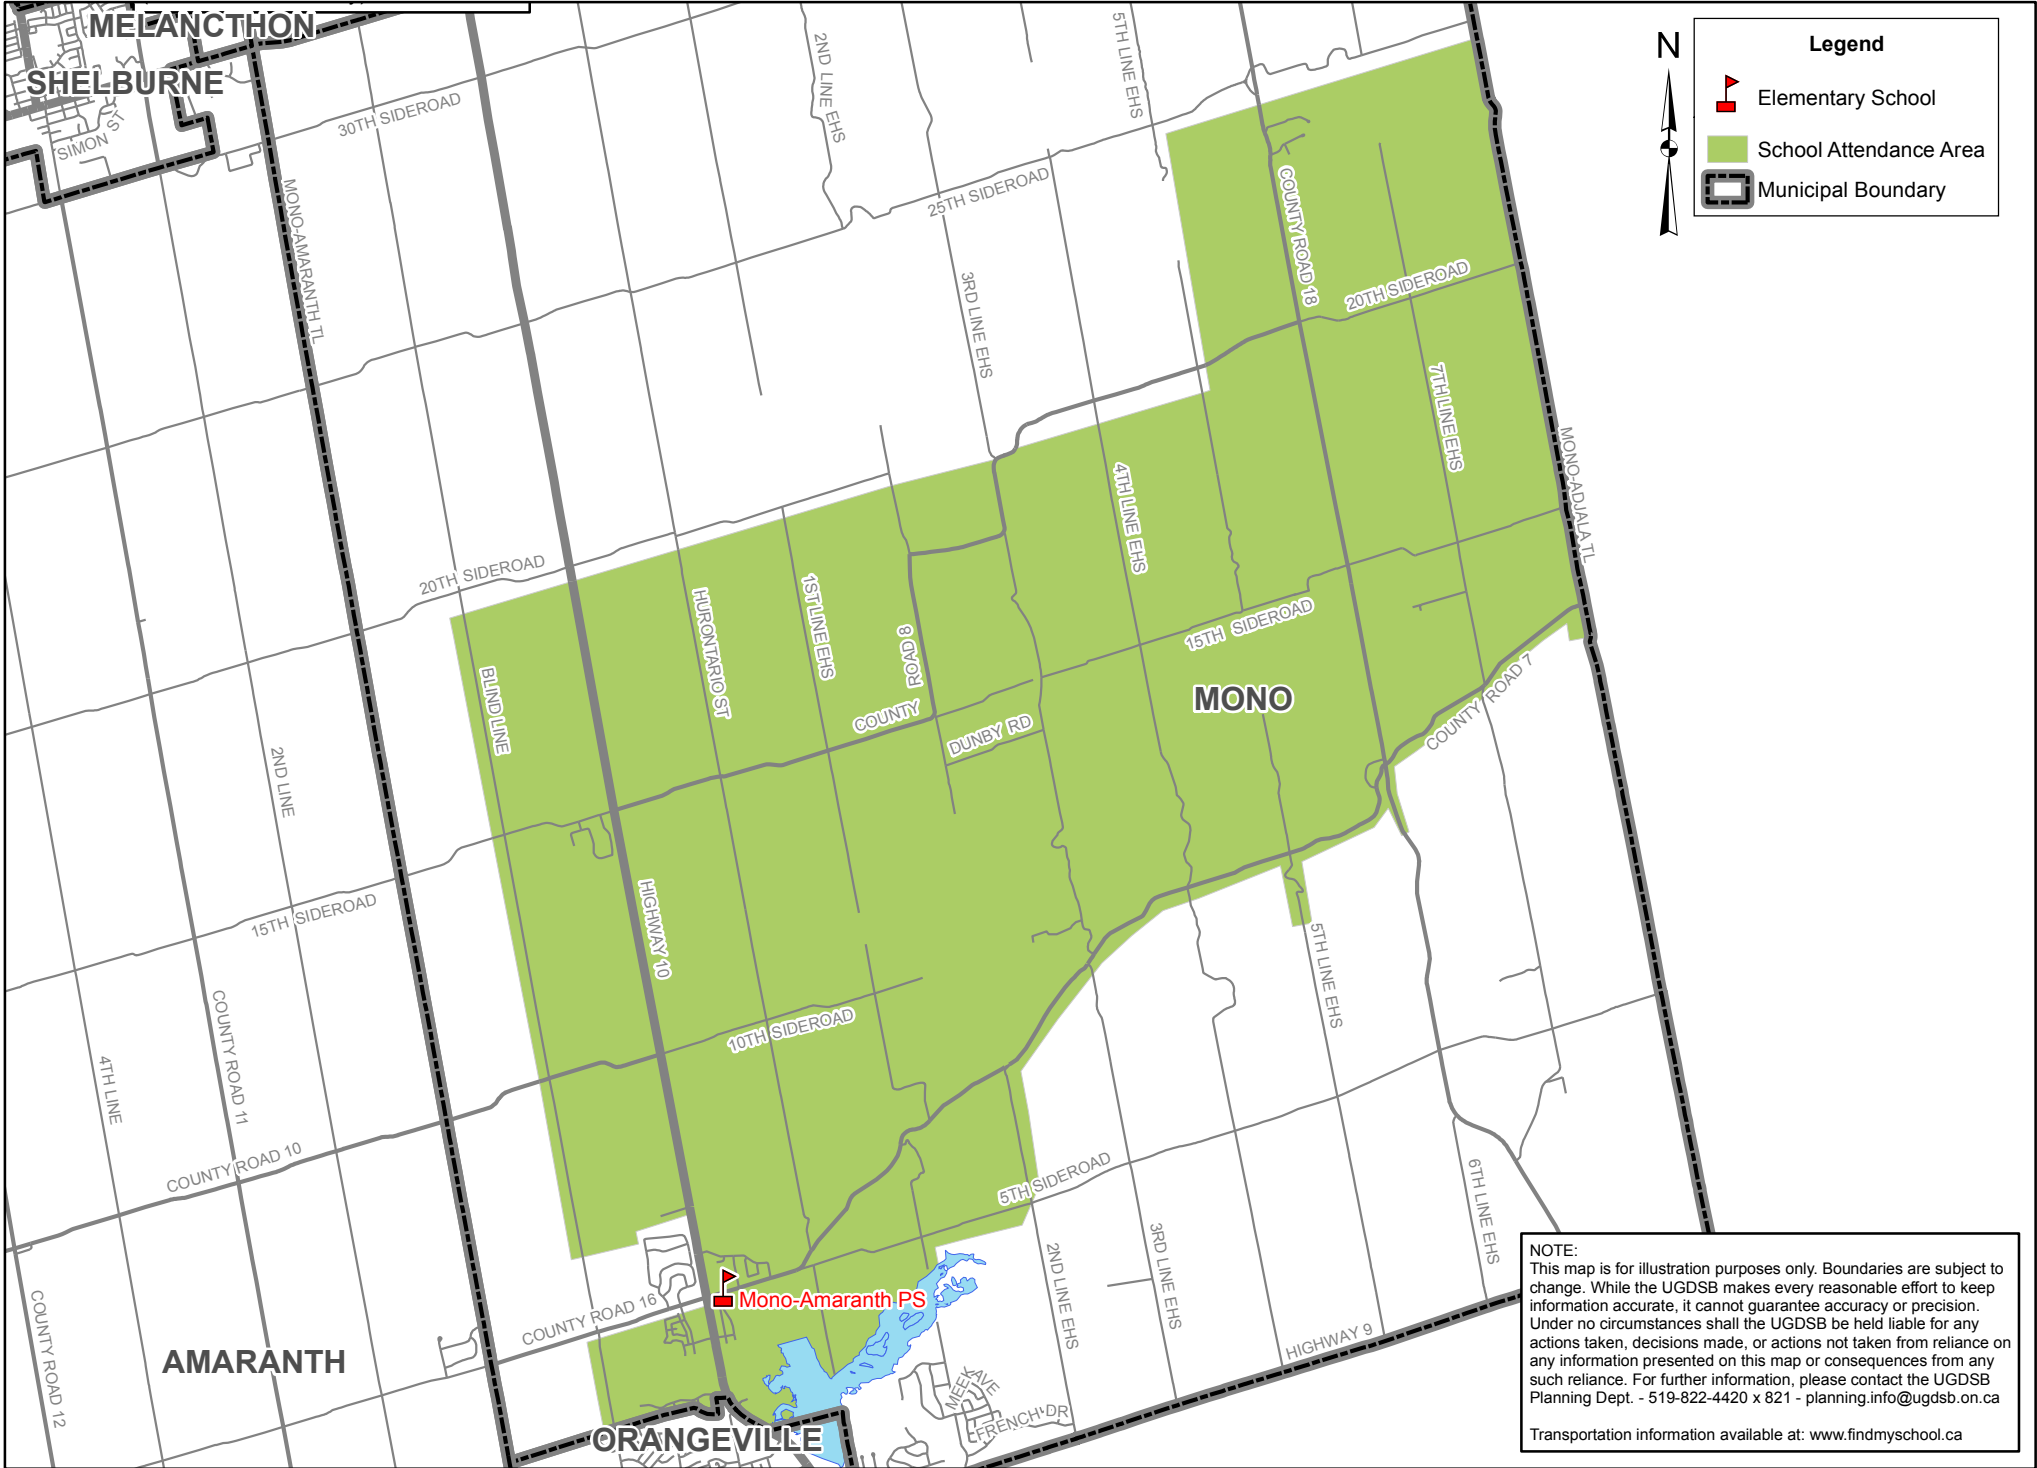 MELANCTHON
SHELBURNE
SIMON ST
30TH SIDEROAD
2ND LINE EHS
5TH LINE EHS
25TH SIDEROAD
MONO-AMARANTH TL
3RD LINE EHS
COUNTY ROAD 18
20TH SIDEROAD
7TH LINE EHS
MONO-ADJALA TL
4TH LINE EHS
20TH SIDEROAD
HURONTARIO ST
1ST LINE EHS
ROAD 8
COUNTY
15TH SIDEROAD
BLIND LINE
MONO
DUNBY RD
COUNTY ROAD 7
2ND LINE
15TH SIDEROAD
HIGHWAY 10
5TH LINE EHS
10TH SIDEROAD
COUNTY ROAD 11
4TH LINE
COUNTY ROAD 10
5TH SIDEROAD
6TH LINE EHS
3RD LINE EHS
2ND LINE EHS
Mono-Amaranth PS
COUNTY ROAD 16
COUNTY ROAD 12
AMARANTH
HIGHWAY 9
MEEK AVE
FRENCH DR
ORANGEVILLE
N
Legend
Elementary School
School Attendance Area
Municipal Boundary
NOTE:
This map is for illustration purposes only. Boundaries are subject to
change. While the UGDSB makes every reasonable effort to keep
information accurate, it cannot guarantee accuracy or precision.
Under no circumstances shall the UGDSB be held liable for any
actions taken, decisions made, or actions not taken from reliance on
any information presented on this map or consequences from any
such reliance. For further information, please contact the UGDSB
Planning Dept. - 519-822-4420 x 821 - planning.info@ugdsb.on.ca
Transportation information available at: www.findmyschool.ca